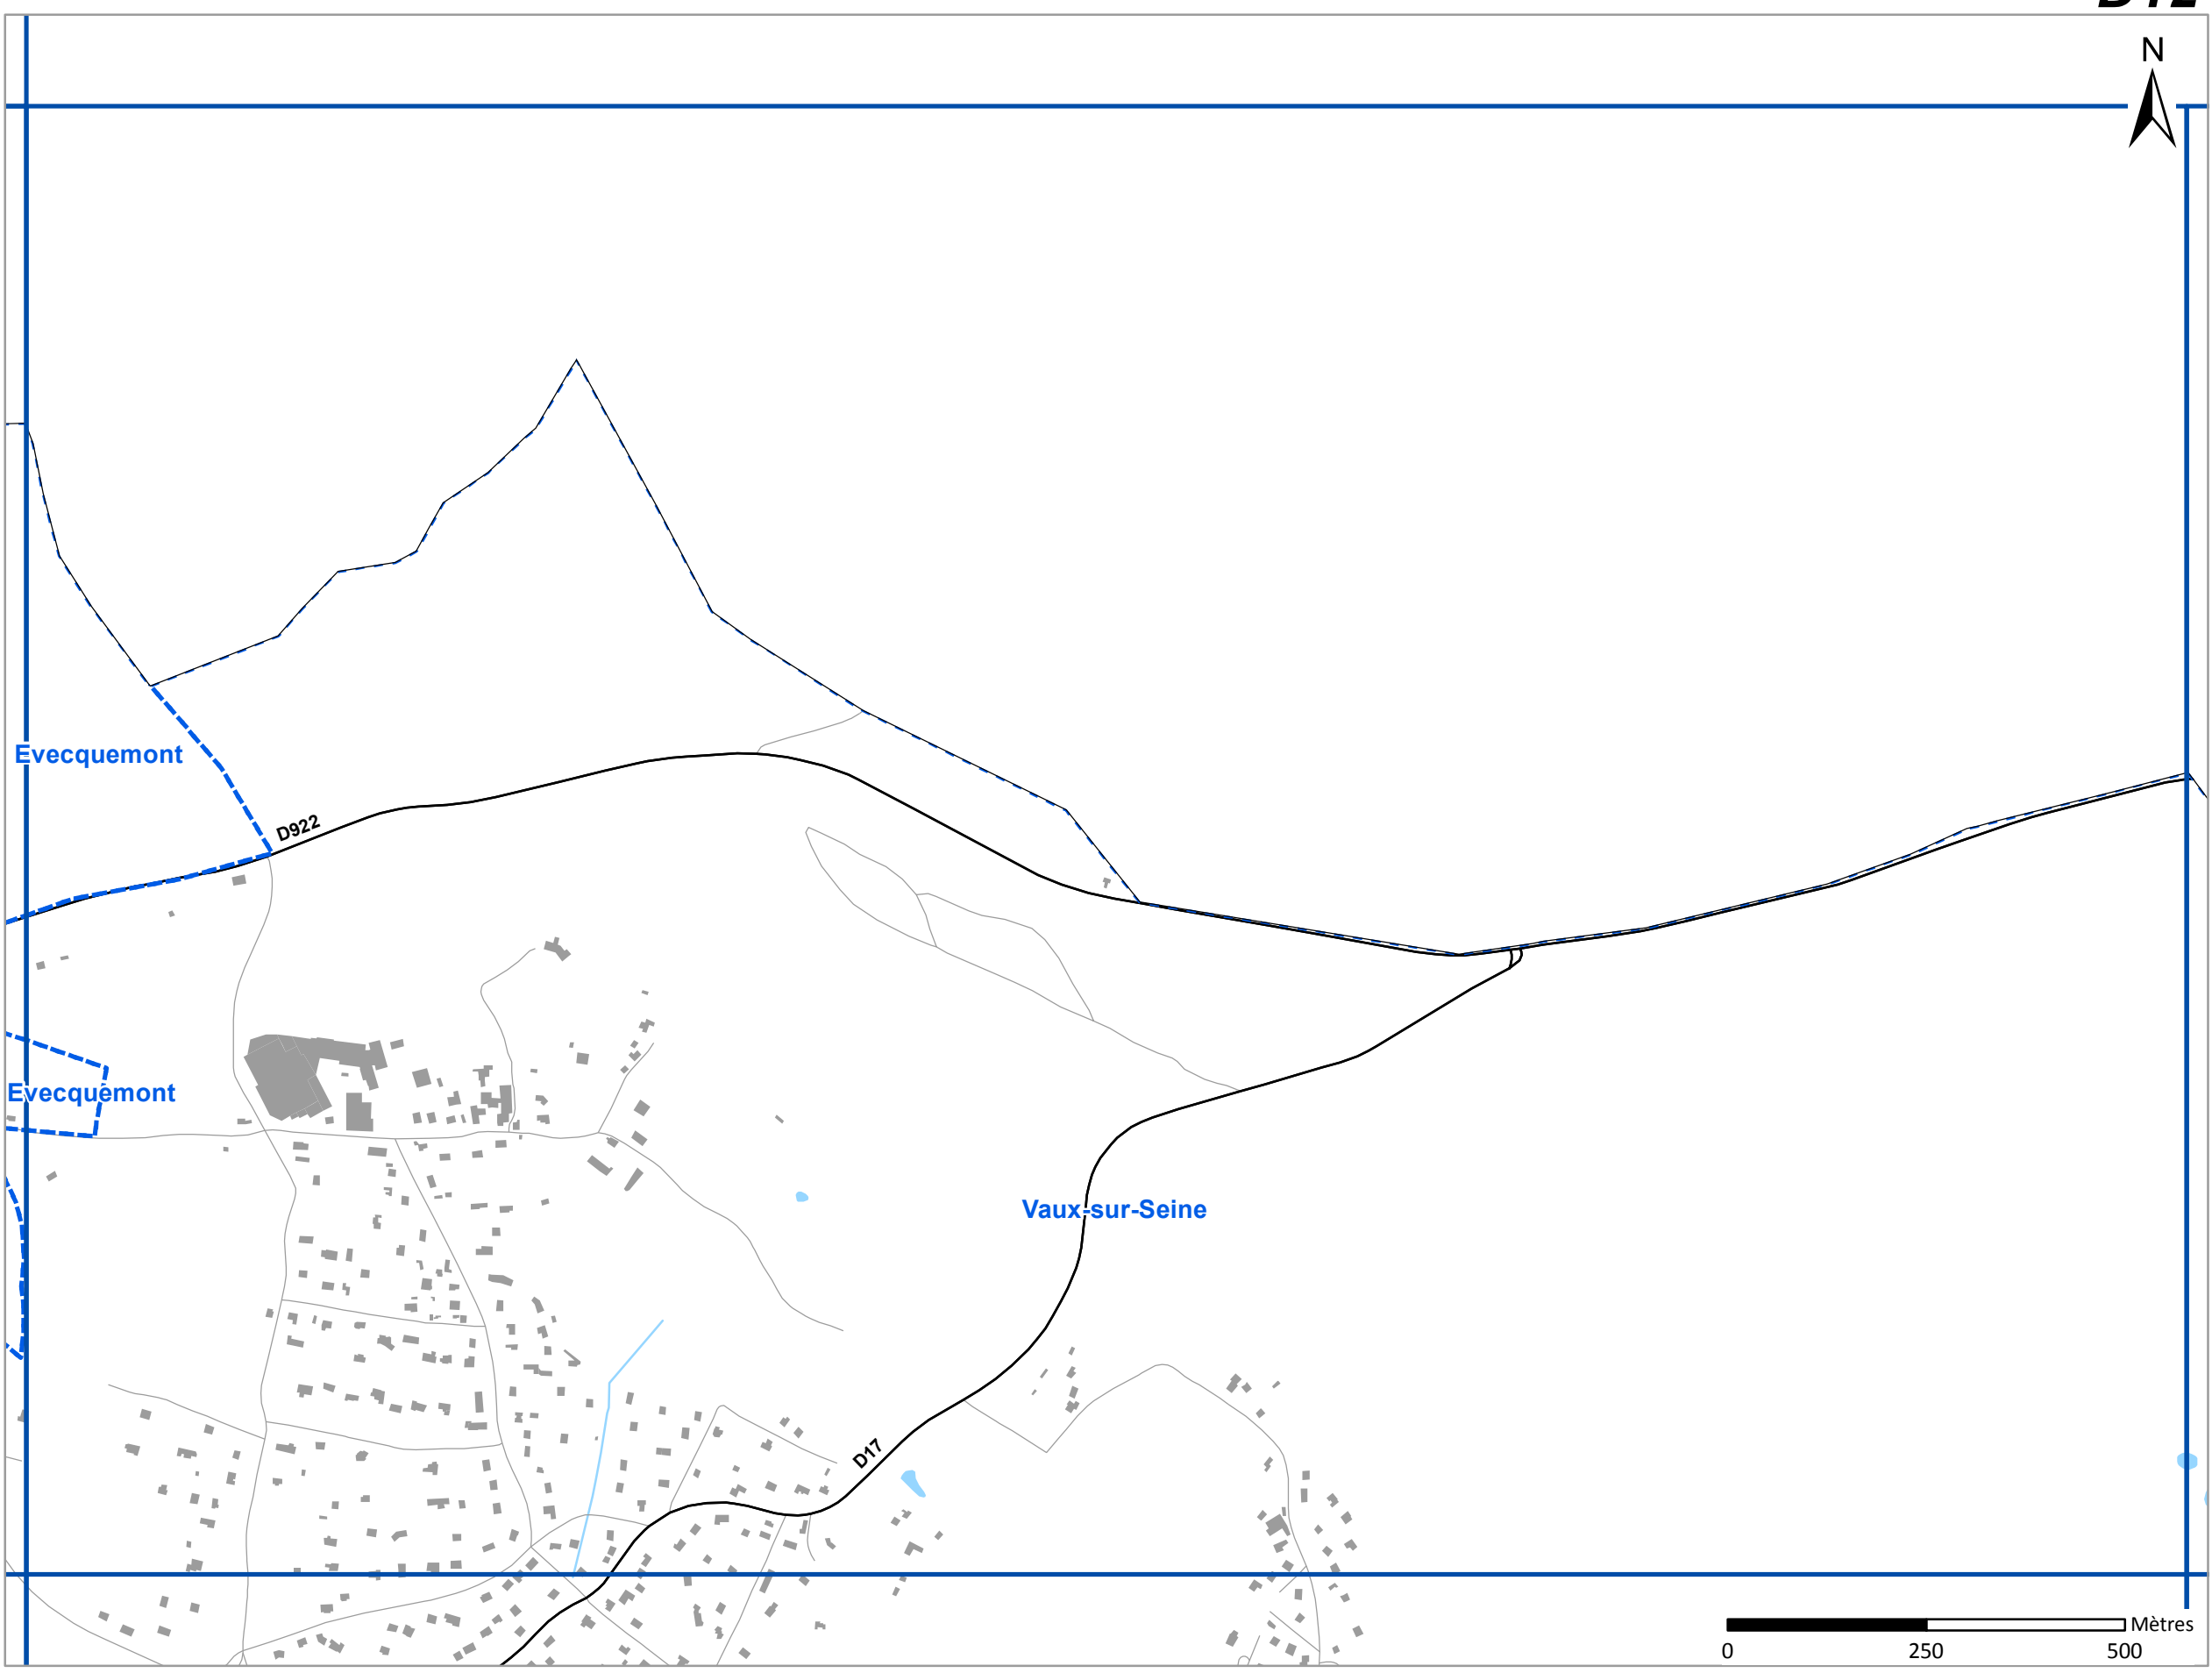 N
Evecquemont
D922
Evecquemont
Vaux-sur-Seine
D17
Mètres
0 250 500